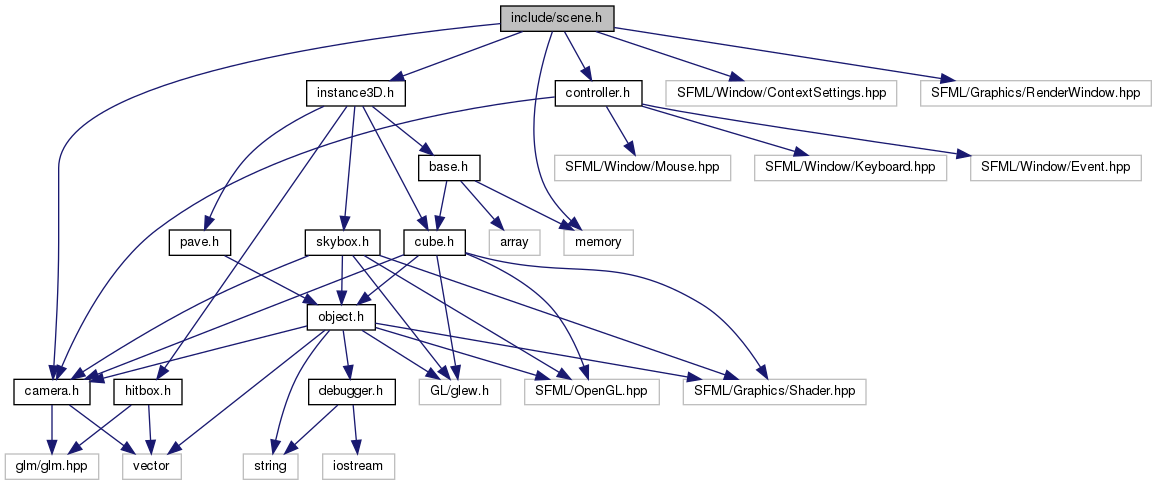 include/scene.h
instance3D.h
controller.h
SFML/Window/ContextSettings.hpp
SFML/Graphics/RenderWindow.hpp
base.h
SFML/Window/Mouse.hpp
SFML/Window/Keyboard.hpp
SFML/Window/Event.hpp
pave.h
skybox.h
cube.h
array
memory
object.h
camera.h
hitbox.h
debugger.h
GL/glew.h
SFML/OpenGL.hpp
SFML/Graphics/Shader.hpp
glm/glm.hpp
vector
string
iostream